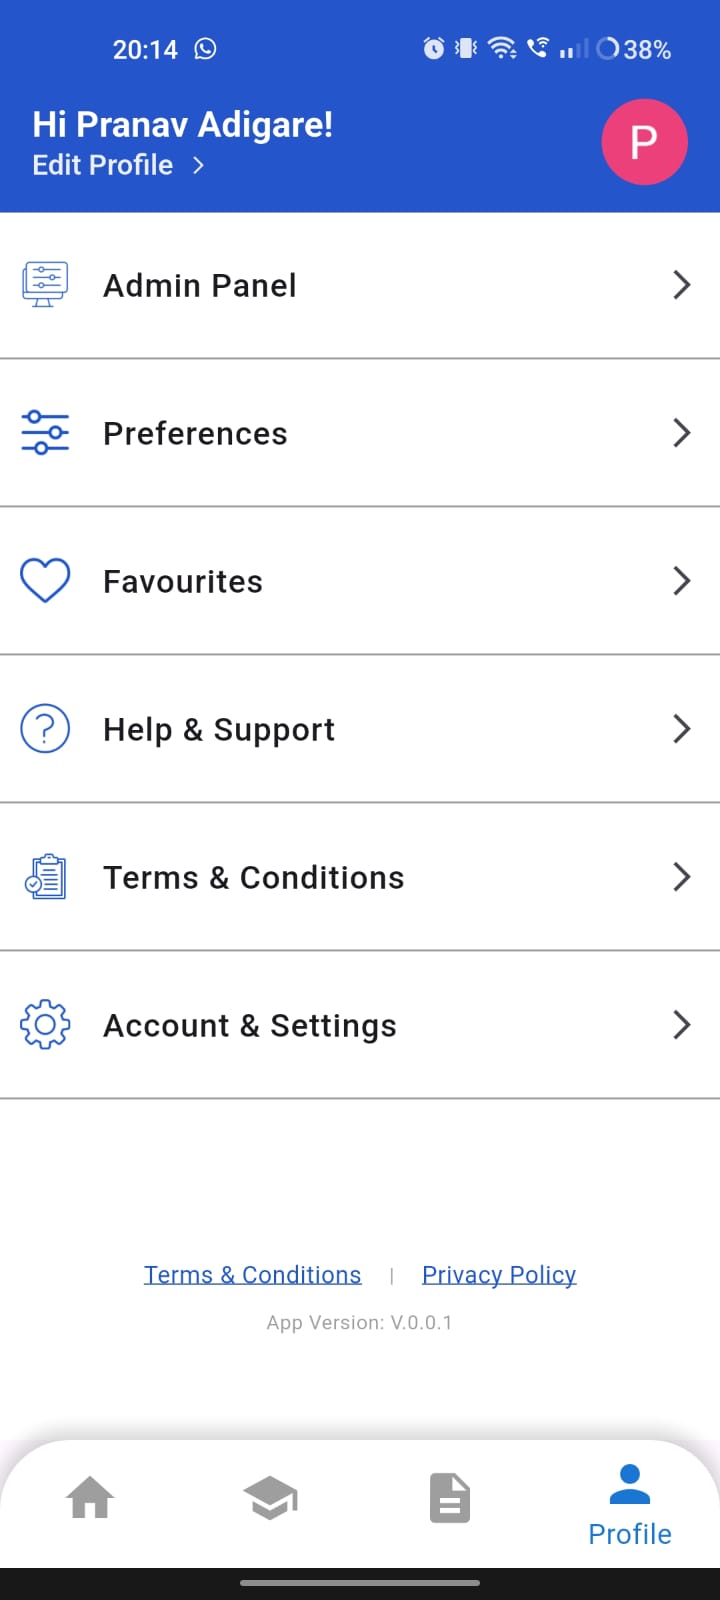 20:14
38%
Hi Pranav Adigare!
Edit Profile
P
Admin Panel
Preferences
Favourites
Help & Support
Terms & Conditions
Account & Settings
Terms & Conditions | Privacy Policy
App Version: V.0.0.1
Profile